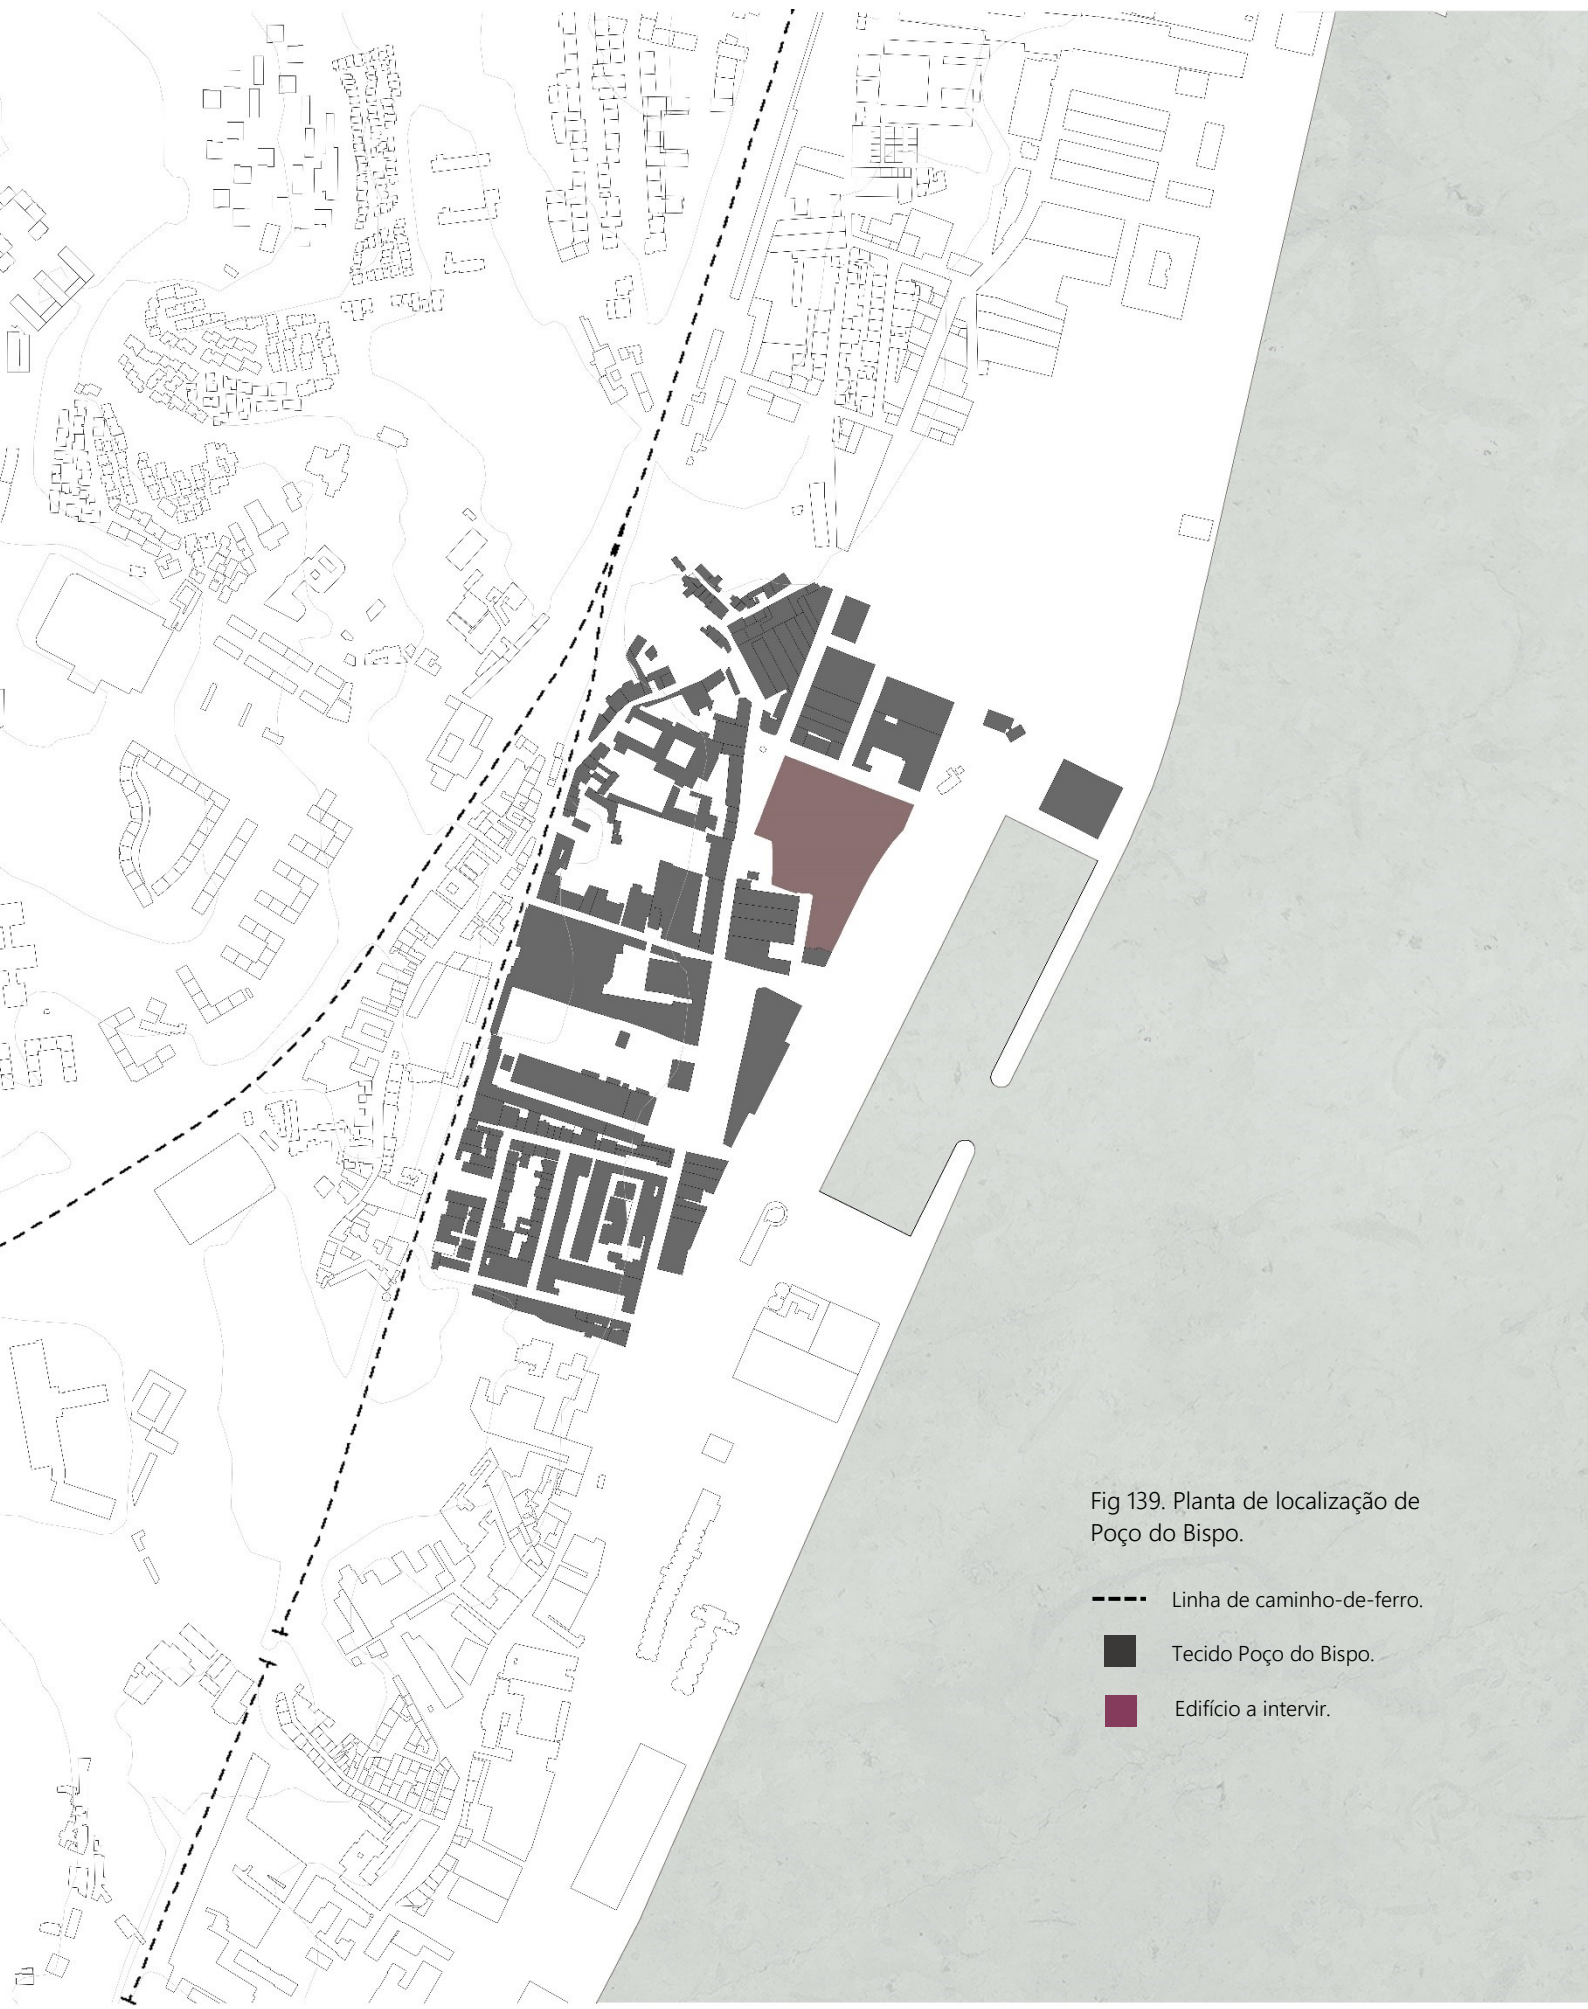 Fig 139. Planta de localização de
Poço do Bispo.
Linha de caminho-de-ferro.
Tecido Poço do Bispo.
Edifício a intervir.